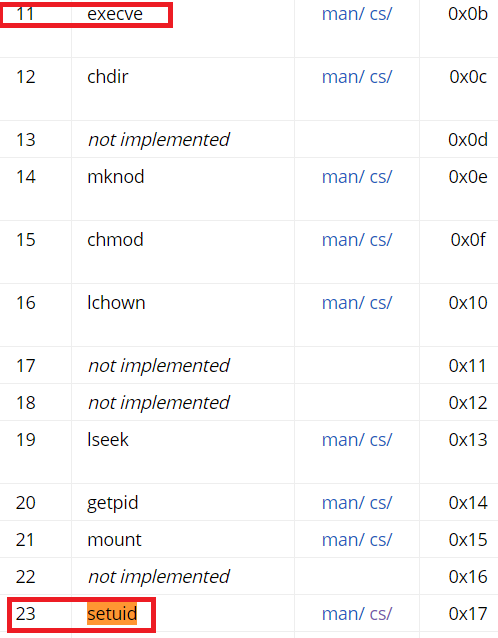 11 execve man/ cs/ 0x0b
12 chdir man/ cs/ 0x0c
13 not implemented 0x0d
14 mknod man/ cs/ 0x0e
15 chmod man/ cs/ 0x0f
16 lchown man/ cs/ 0x10
17 not implemented 0x11
18 not implemented 0x12
19 lseek man/ cs/ 0x13
20 getpid man/ cs/ 0x14
21 mount man/ cs/ 0x15
22 not implemented 0x16
23 setuid man/ cs/ 0x17